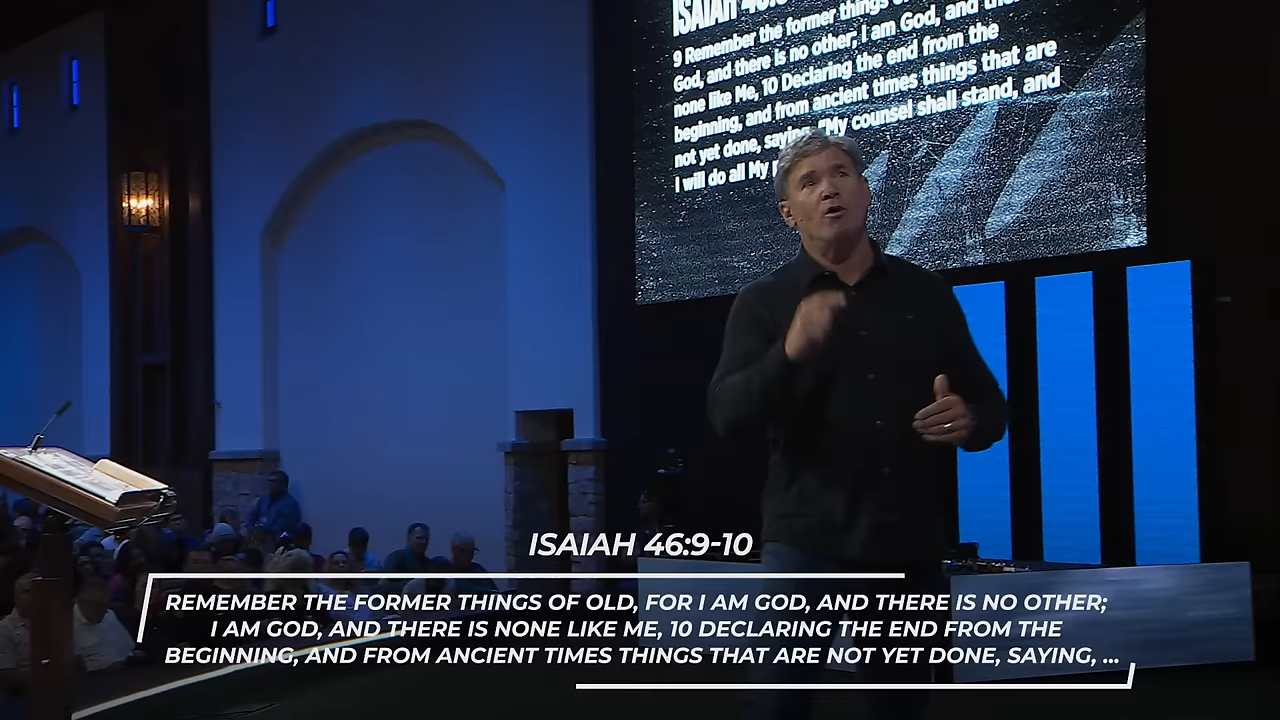 ISAIAH 46:9
9 Remember the former things
God, and there is no other; I am God, and there
none like Me, 10 Declaring the end from the
beginning, and from ancient times things that are
not yet done, saying, "My counsel shall stand, and
I will do all My
ISAIAH 46:9-10
REMEMBER THE FORMER THINGS OF OLD, FOR I AM GOD, AND THERE IS NO OTHER;
I AM GOD, AND THERE IS NONE LIKE ME, 10 DECLARING THE END FROM THE
BEGINNING, AND FROM ANCIENT TIMES THINGS THAT ARE NOT YET DONE, SAYING, ...